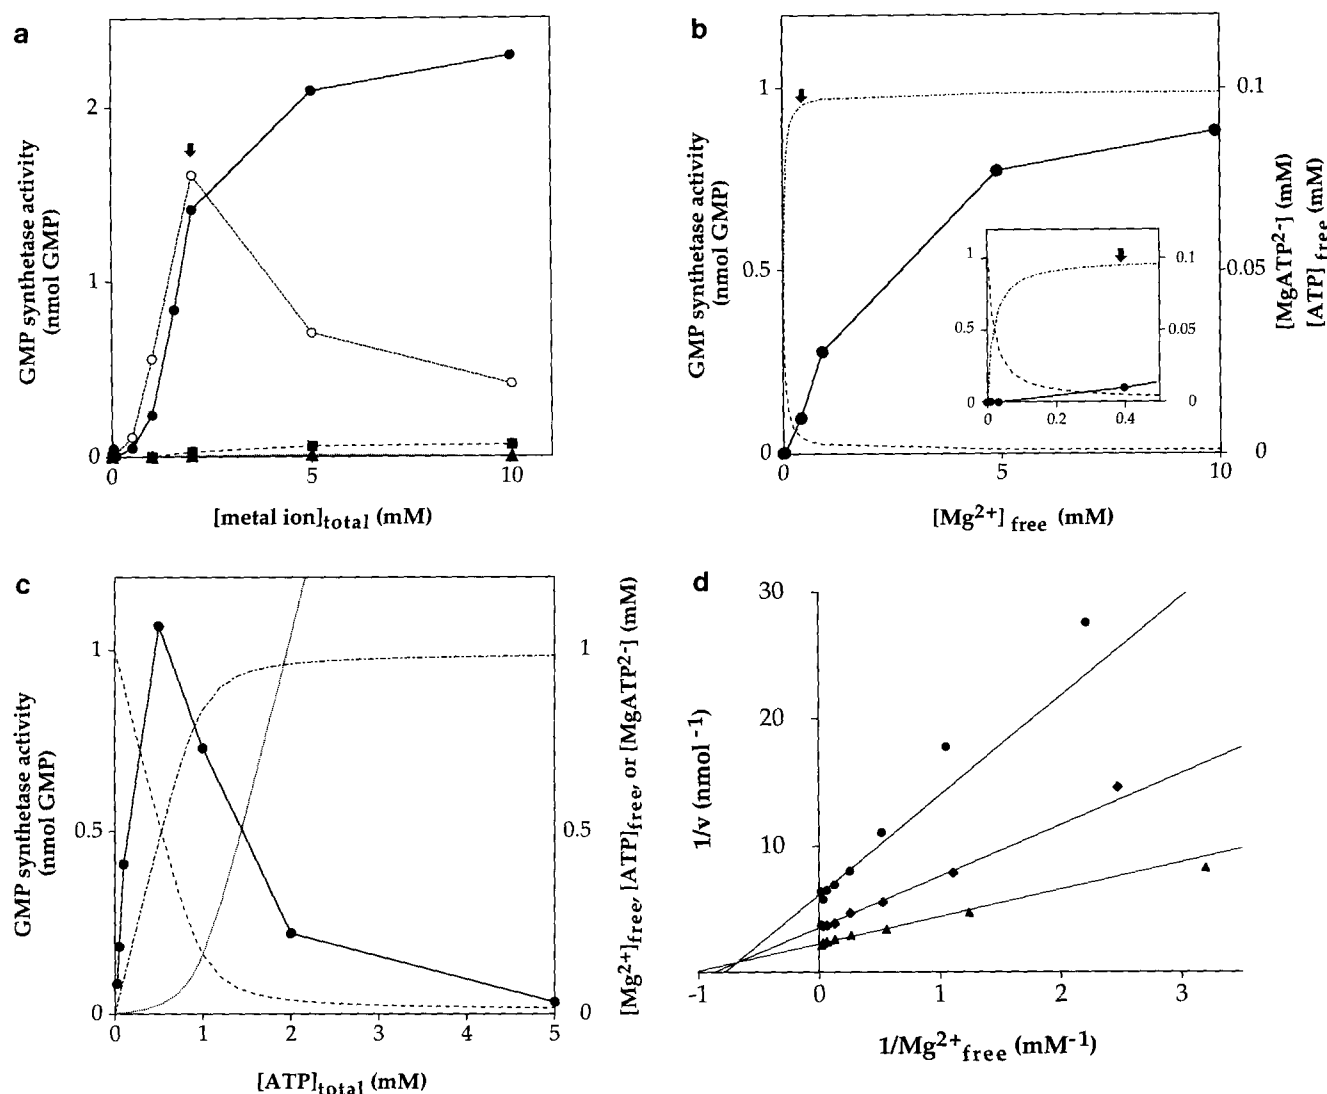 a
2
1
0
GMP synthetase activity
(nmol GMP)
0
5
10
[metal ion]total (mM)
b
1
0.5
0
GMP synthetase activity
(nmol GMP)
0.1
0.05
0
[MgATP2-] (mM)
[ATP] free (mM)
1
0.5
0
0.1
0.05
0
0
0.2
0.4
0
5
10
[Mg2+] free (mM)
c
1
0.5
0
GMP synthetase activity
(nmol GMP)
1
0.5
0
[Mg2+]free, [ATP]free, or [MgATP2-] (mM)
0
1
2
3
4
5
[ATP]total (mM)
d
30
20
10
1/v (nmol -1)
-1
0
1
2
3
1/Mg2+free (mM-1)